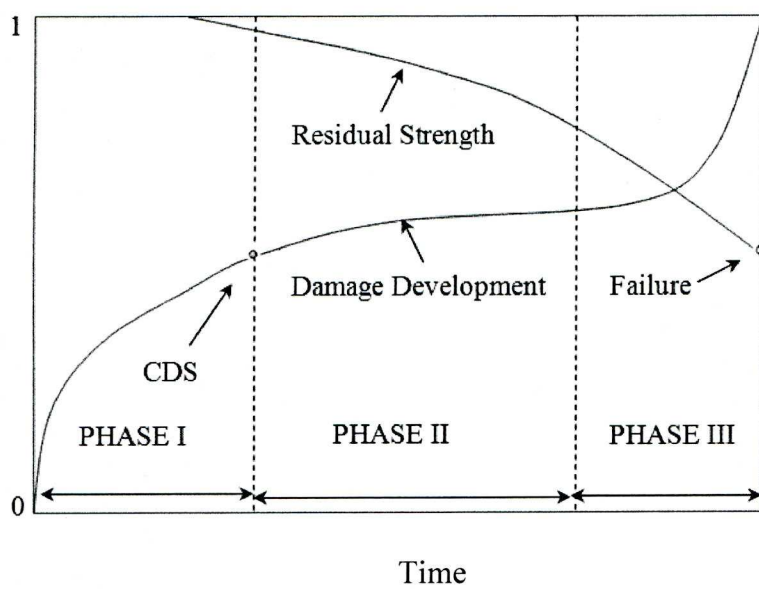 1
Residual Strength
Damage Development
Failure
CDS
PHASE I
PHASE II
PHASE III
0
Time